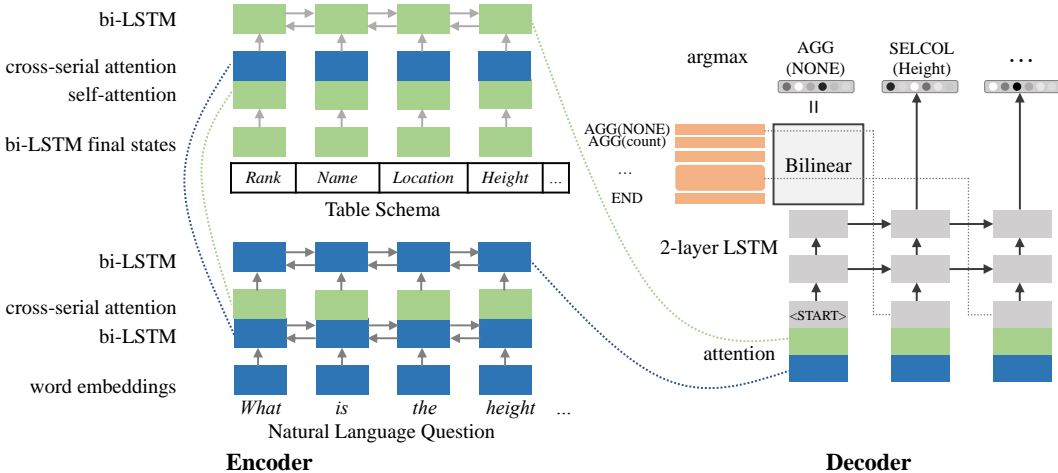 bi-LSTM
cross-serial attention
self-attention
bi-LSTM final states
Rank Name Location Height ...
Table Schema
bi-LSTM
cross-serial attention
bi-LSTM
word embeddings
What is the height ...
Natural Language Question
Encoder
argmax
AGG
(NONE)
SELCOL
(Height)
...
=
AGG(NONE)
AGG(count)
...
END
Bilinear
2-layer LSTM
<START>
attention
Decoder